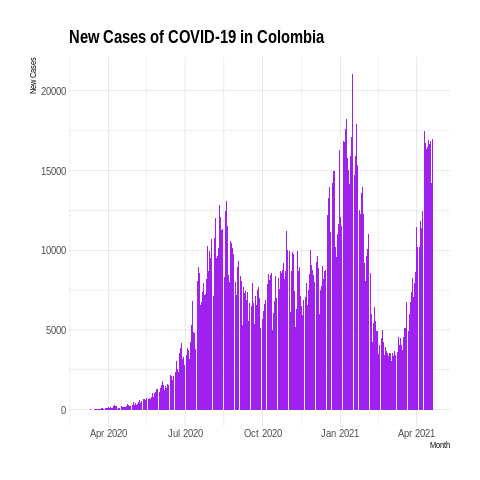 New Cases of COVID-19 in Colombia
New Cases
20000
15000
10000
5000
0
Apr 2020 Jul 2020 Oct 2020 Jan 2021 Apr 2021
Month